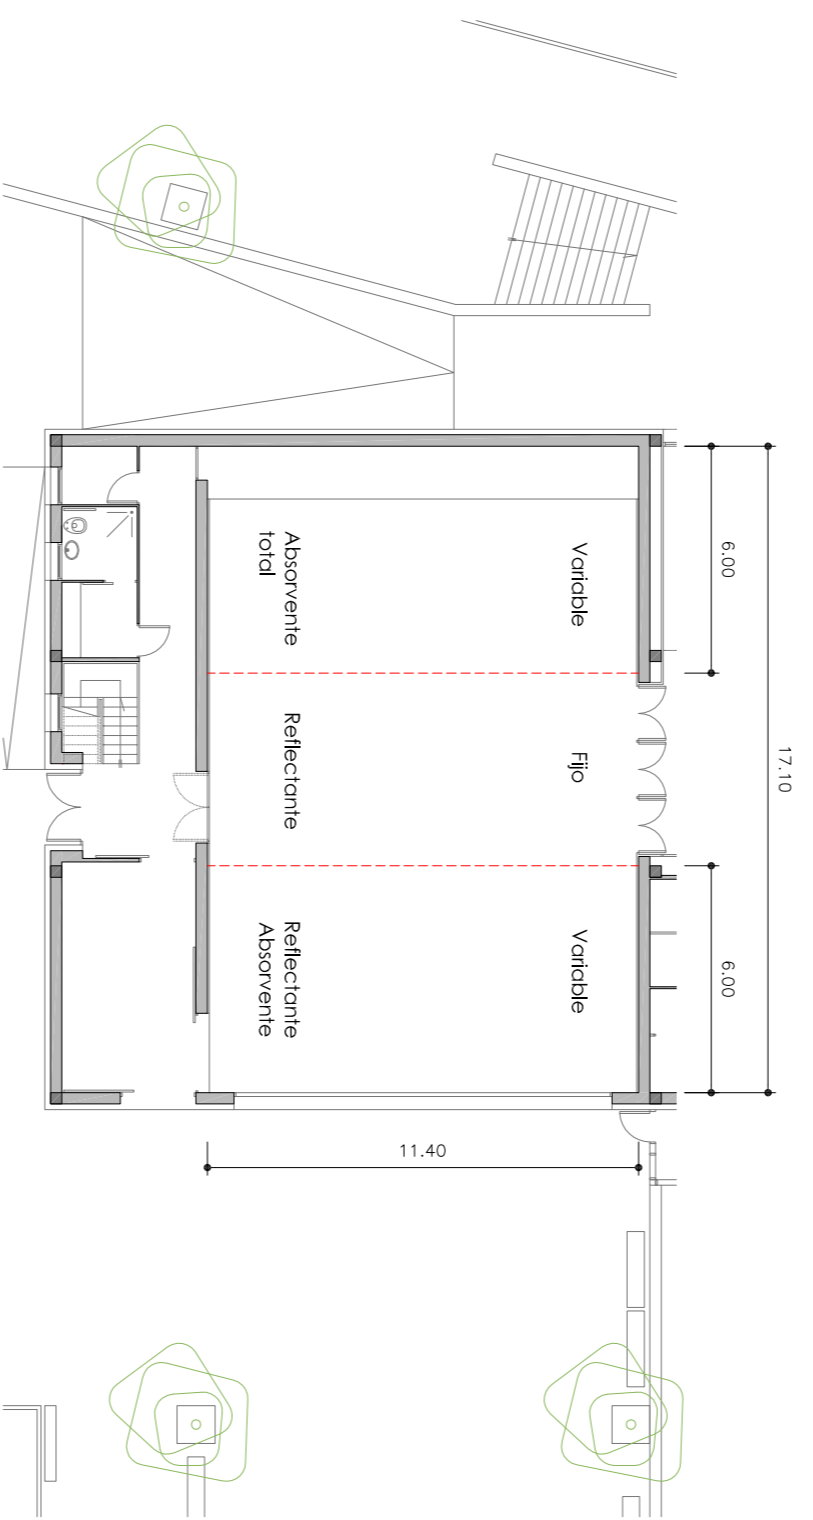 6.00
17.10
6.00
Variable
Fijo
Variable
Absorvente
total
Reflectante
Reflectante
Absorvente
11.40